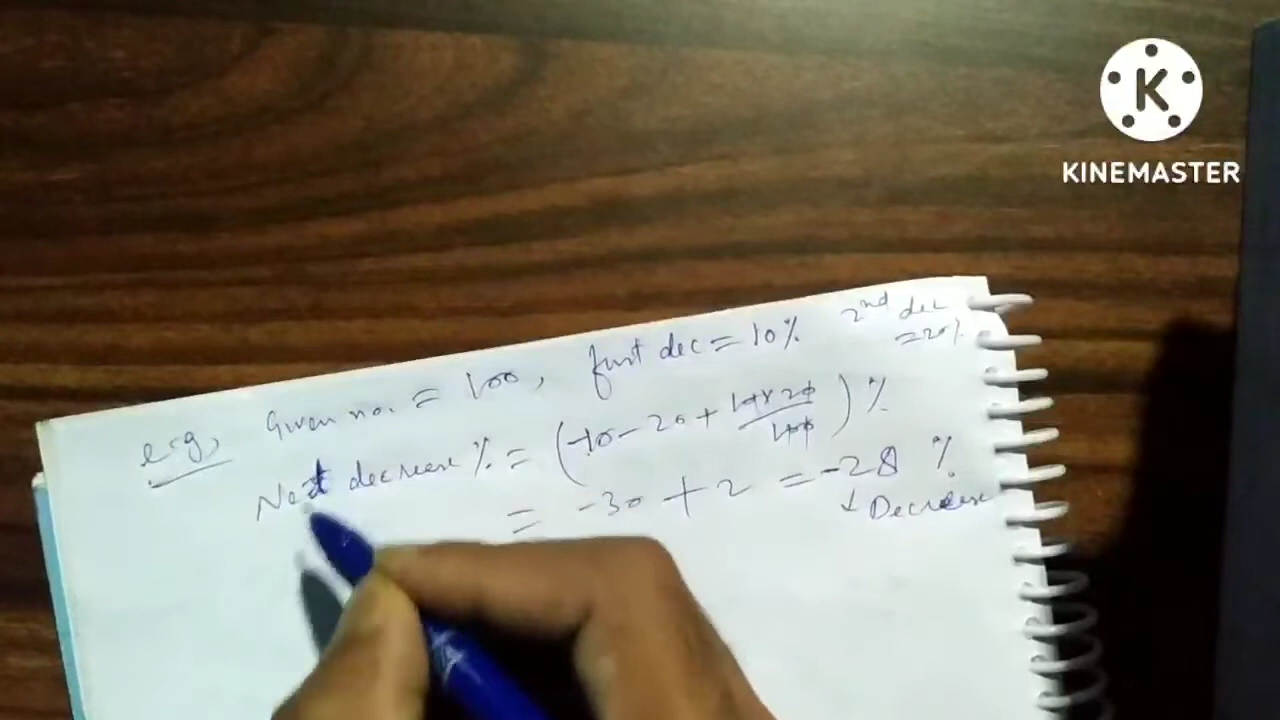 K
KINEMASTER
e.g, Given no. = 100, first dec = 10% 2nd dec = 20%
Net decrease % = (-10 - 20 + 10×20/100) %
= -30 + 2 = -28 %
↓ Decrease